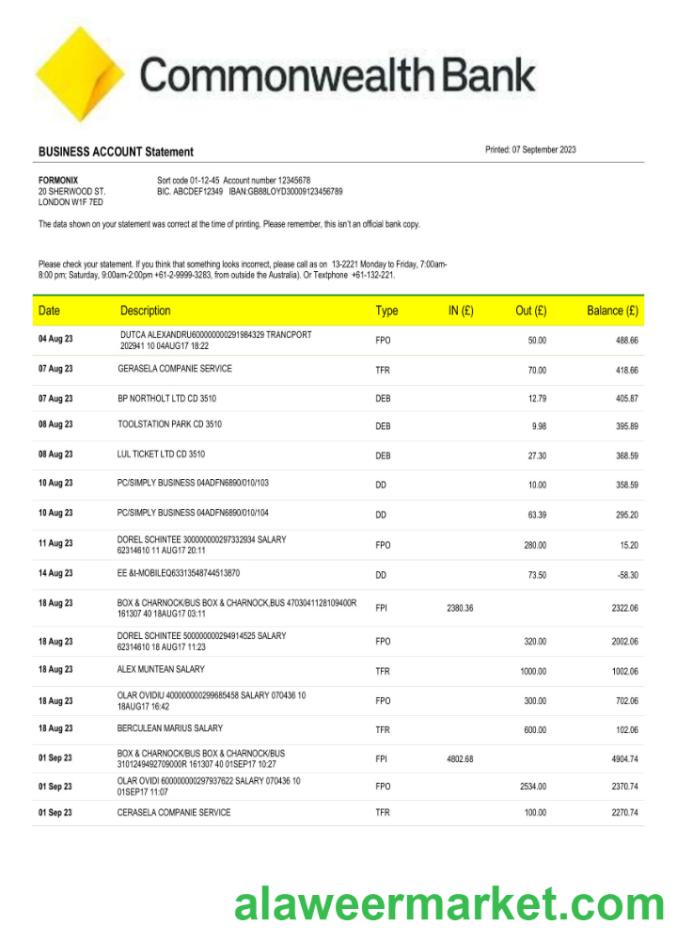 Commonwealth Bank
BUSINESS ACCOUNT Statement
Printed: 07 September 2023
FORMONIX Sort code 01-12-45 Account number 12345678
20 SHERWOOD ST. BIC. ABCDEF12349 IBAN:GB88LOYD30009123456789
LONDON W1F 7ED
The data shown on your statement was correct at the time of printing. Please remember, this isn't an official bank copy.
Please check your statement. If you think that something looks incorrect, please call as on 13-2221 Monday to Friday, 7:00am-
8:00 pm; Saturday, 9:00am-2:00pm +61-2-9999-3283, from outside the Australia). Or Textphone +61-132-221.
Date Description Type IN (£) Out (£) Balance (£)
04 Aug 23 DUTCA ALEXANDRU600000000291984329 TRANCPORT
202941 10 04AUG17 18:22 FPO 50.00 488.66
07 Aug 23 GERASELA COMPANIE SERVICE TFR 70.00 418.66
07 Aug 23 BP NORTHOLT LTD CD 3510 DEB 12.79 405.87
08 Aug 23 TOOLSTATION PARK CD 3510 DEB 9.98 395.89
08 Aug 23 LUL TICKET LTD CD 3510 DEB 27.30 368.59
10 Aug 23 PC/SIMPLY BUSINESS 04ADFN6890/010/103 DD 10.00 358.59
10 Aug 23 PC/SIMPLY BUSINESS 04ADFN6890/010/104 DD 63.39 295.20
11 Aug 23 DOREL SCHINTEE 300000000297332934 SALARY
62314610 11 AUG17 20:11 FPO 280.00 15.20
14 Aug 23 EE &t-MOBILEQ63313548744513870 DD 73.50 -58.30
18 Aug 23 BOX & CHARNOCK/BUS BOX & CHARNOCK,BUS 4703041128109400R
161307 40 18AUG17 03:11 FPI 2380.36 2322.06
18 Aug 23 DOREL SCHINTEE 500000000294914525 SALARY
62314610 18 AUG17 11:23 FPO 320.00 2002.06
18 Aug 23 ALEX MUNTEAN SALARY TFR 1000.00 1002.06
18 Aug 23 OLAR OVIDIU 400000000299685458 SALARY 070436 10
18AUG17 16:42 FPO 300.00 702.06
18 Aug 23 BERCULEAN MARIUS SALARY TFR 600.00 102.06
01 Sep 23 BOX & CHARNOCK/BUS BOX & CHARNOCK/BUS
3101249492709000R 161307 40 01SEP17 10:27 FPI 4802.68 4904.74
01 Sep 23 OLAR OVIDI 600000000297937622 SALARY 070436 10
01SEP17 11:07 FPO 2534.00 2370.74
01 Sep 23 CERASELA COMPANIE SERVICE TFR 100.00 2270.74
alaweermarket.com